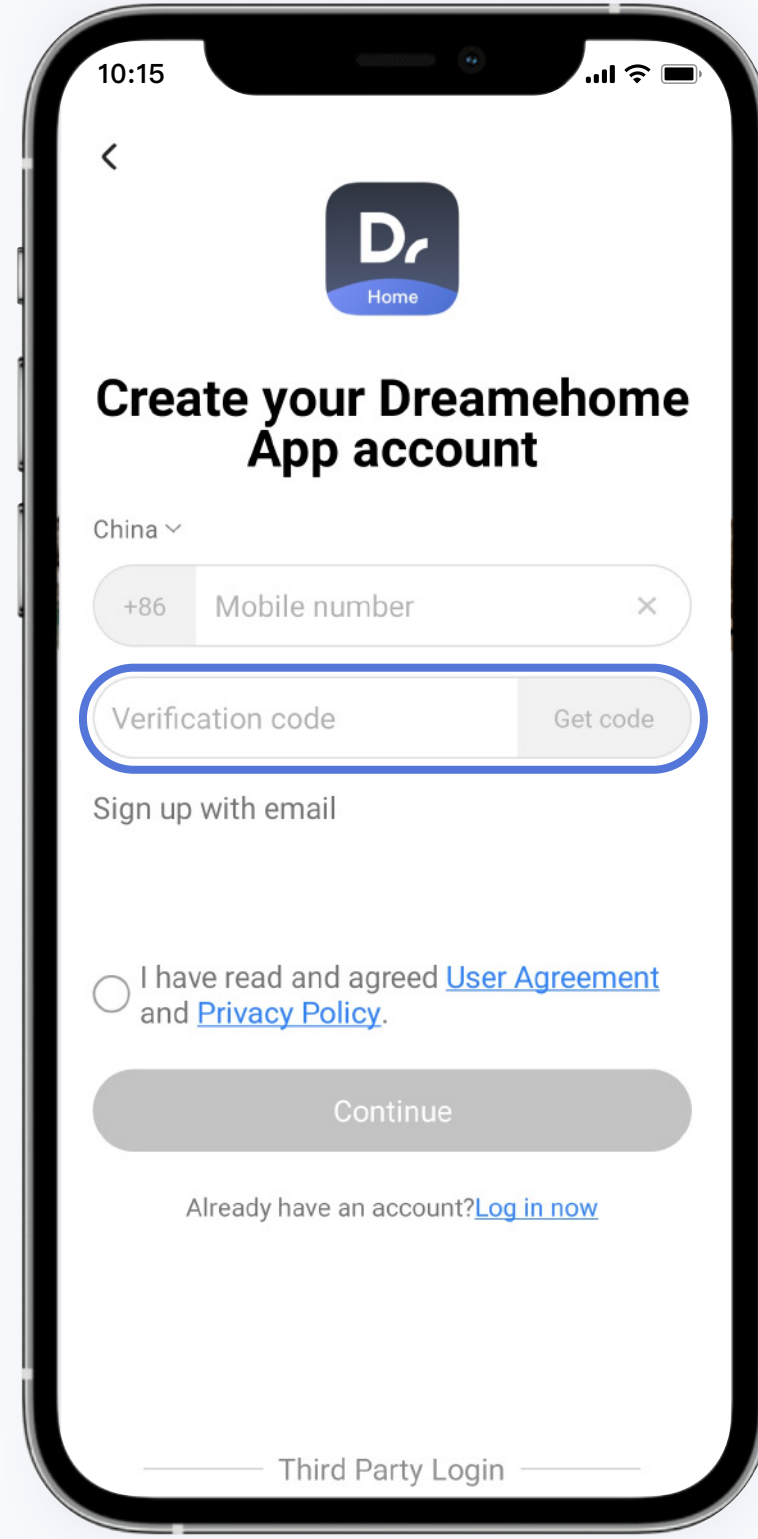 10:15
Dr
Home
Create your Dreamehome
App account
China
+86 Mobile number
Verification code Get code
Sign up with email
I have read and agreed User Agreement
and Privacy Policy.
Continue
Already have an account?Log in now
Third Party Login